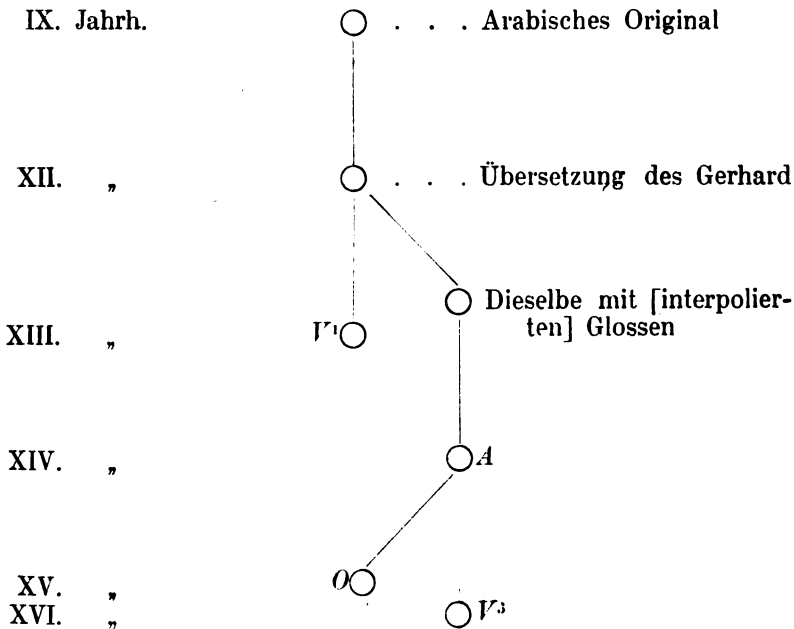 IX. Jahrh. . . . Arabisches Original
XII. „ . . . Übersetzung des Gerhard
Dieselbe mit [interpolier-
ten] Glossen
XIII. „ V¹
XIV. „ A
XV. „ O
XVI. „ V³